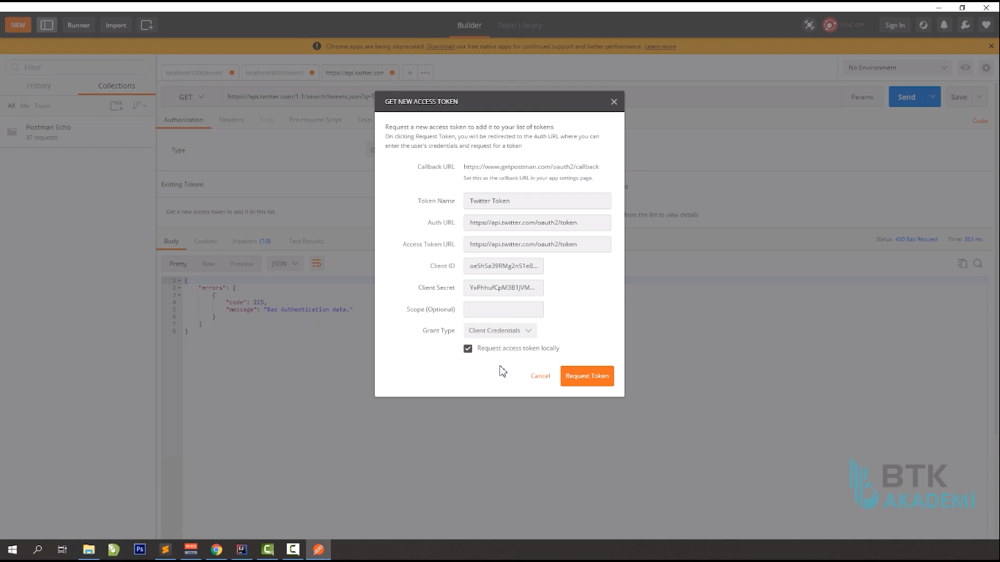 NEW Runner Import Builder Team Library Sign In
Chrome apps are being deprecated. Download our free native apps for continued support and better performance. Learn more
Filter
localhost:9200/exam/ localhost:8080/search https://api.twitter.con + ••• No Environment
History Collections
GET https://api.twitter.com/1.1/search/tweets.json?q=T Params Send Save
All Me Team
Authorization Headers Body Pre-request Script Tests Code
Postman Echo
37 requests
Type
Existing Tokens
Get a new access token to add it to this list.
from the list to view details
Body Cookies Headers (10) Test Results Status: 400 Bad Request Time: 363 ms
Pretty Raw Preview JSON
1 {
2 "errors": [
3 {
4 "code": 215,
5 "message": "Bad Authentication data."
6 }
7 ]
8 }
GET NEW ACCESS TOKEN
Request a new access token to add it to your list of tokens
On clicking Request Token, you will be redirected to the Auth URL where you can
enter the user's credentials and request for a token
Callback URL https://www.getpostman.com/oauth2/callback
Set this as the callback URL in your app settings page.
Token Name Twitter Token
Auth URL https://api.twitter.com/oauth2/token
Access Token URL https://api.twitter.com/oauth2/token
Client ID oeShSa39RMg2nS1e8...
Client Secret YxPhhufCpM3B1JVM...
Scope (Optional)
Grant Type Client Credentials
Request access token locally
Cancel Request Token
BTK
AKADEMİ
Ps
VOICE
MEETER